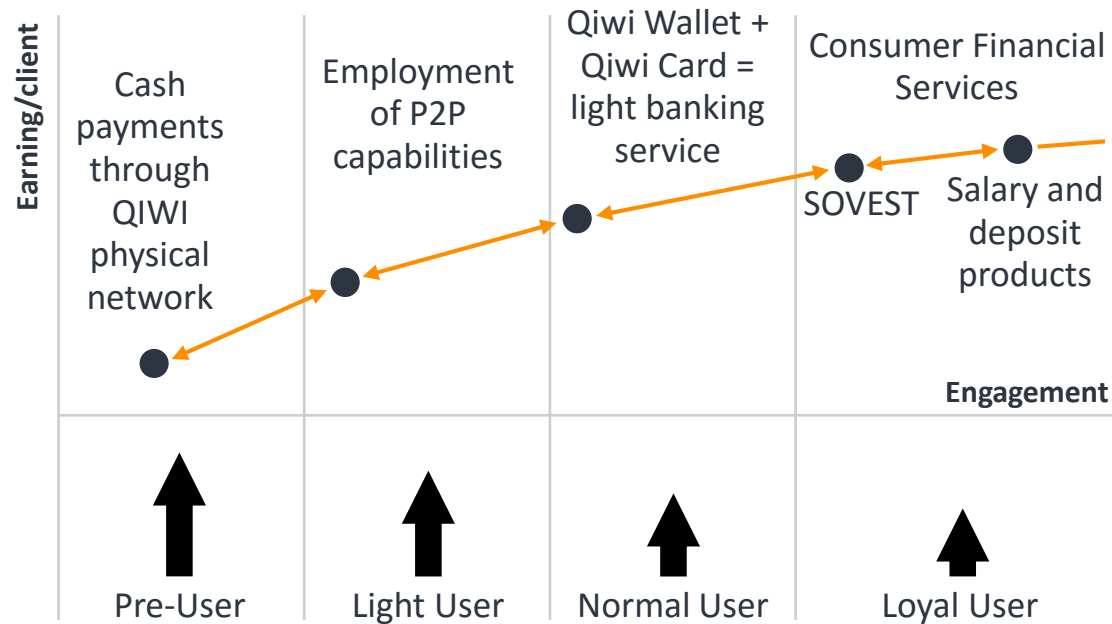 Earning/client
Cash
payments
through
QIWI
physical
network
Employment
of P2P
capabilities
Qiwi Wallet +
Qiwi Card =
light banking
service
Consumer Financial
Services
SOVEST
Salary and
deposit
products
Engagement
Pre-User
Light User
Normal User
Loyal User